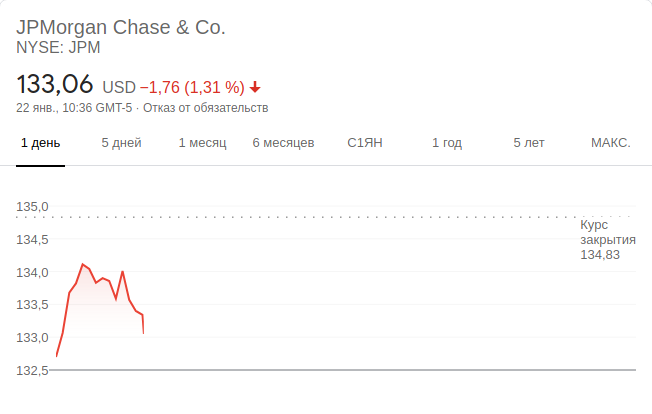 JPMorgan Chase & Co.
NYSE: JPM
133,06 USD −1,76 (1,31 %)
22 янв., 10:36 GMT-5 · Отказ от обязательств
1 день 5 дней 1 месяц 6 месяцев С1ЯН 1 год 5 лет МАКС.
135,0
Курс
134,5 закрытия
134,83
134,0
133,5
133,0
132,5